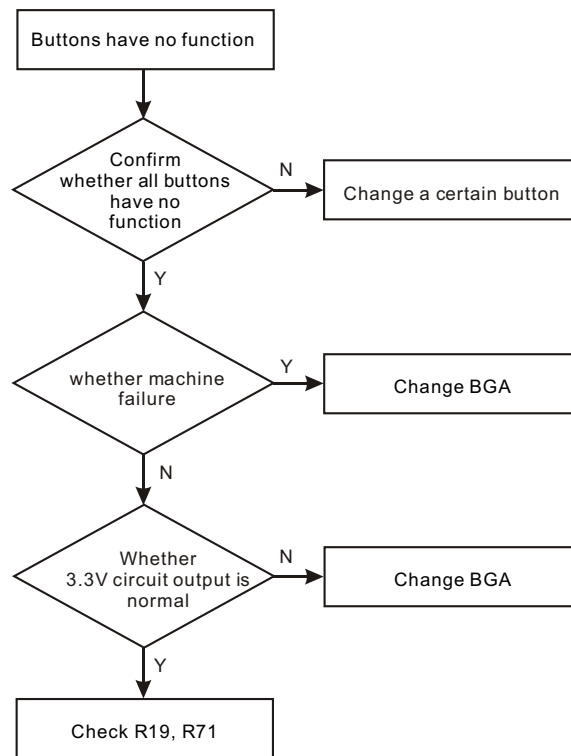 Buttons have no function
Confirm
whether all buttons
have no
function
N
Change a certain button
Y
whether machine
failure
Y
Change BGA
N
Whether
3.3V circuit output is
normal
N
Change BGA
Y
Check R19, R71